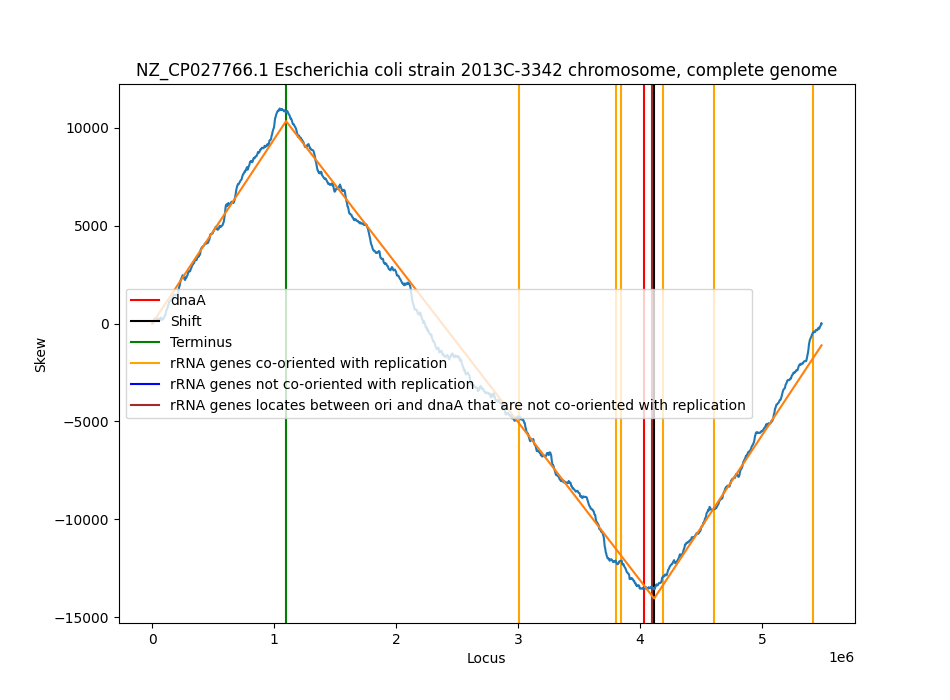 NZ_CP027766.1 Escherichia coli strain 2013C-3342 chromosome, complete genome
Skew
10000
5000
0
−5000
−10000
−15000
dnaA
Shift
Terminus
rRNA genes co-oriented with replication
rRNA genes not co-oriented with replication
rRNA genes locates between ori and dnaA that are not co-oriented with replication
0 1 2 3 4 5
1e6
Locus